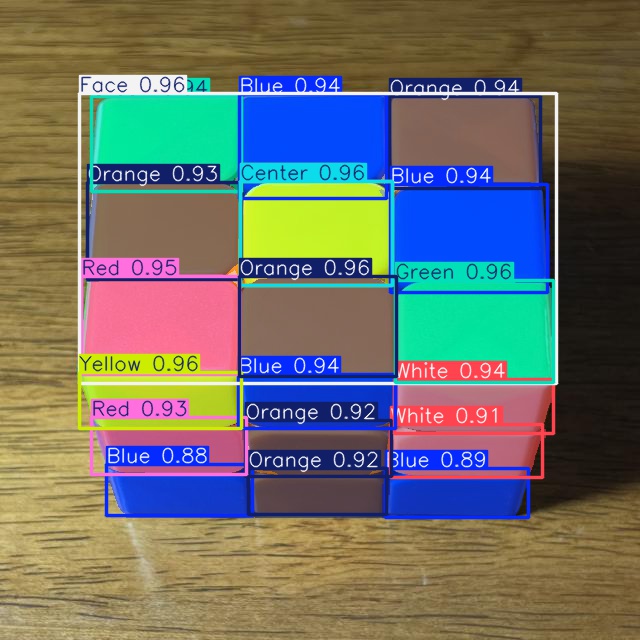 Face 0.96 94 Blue 0.94 Orange 0.94
Orange 0.93 Center 0.96 Blue 0.94
Red 0.95 Orange 0.96 Green 0.96
Yellow 0.96 Blue 0.94 White 0.94
Red 0.93 Orange 0.92 White 0.91
Blue 0.88 Orange 0.92 Blue 0.89